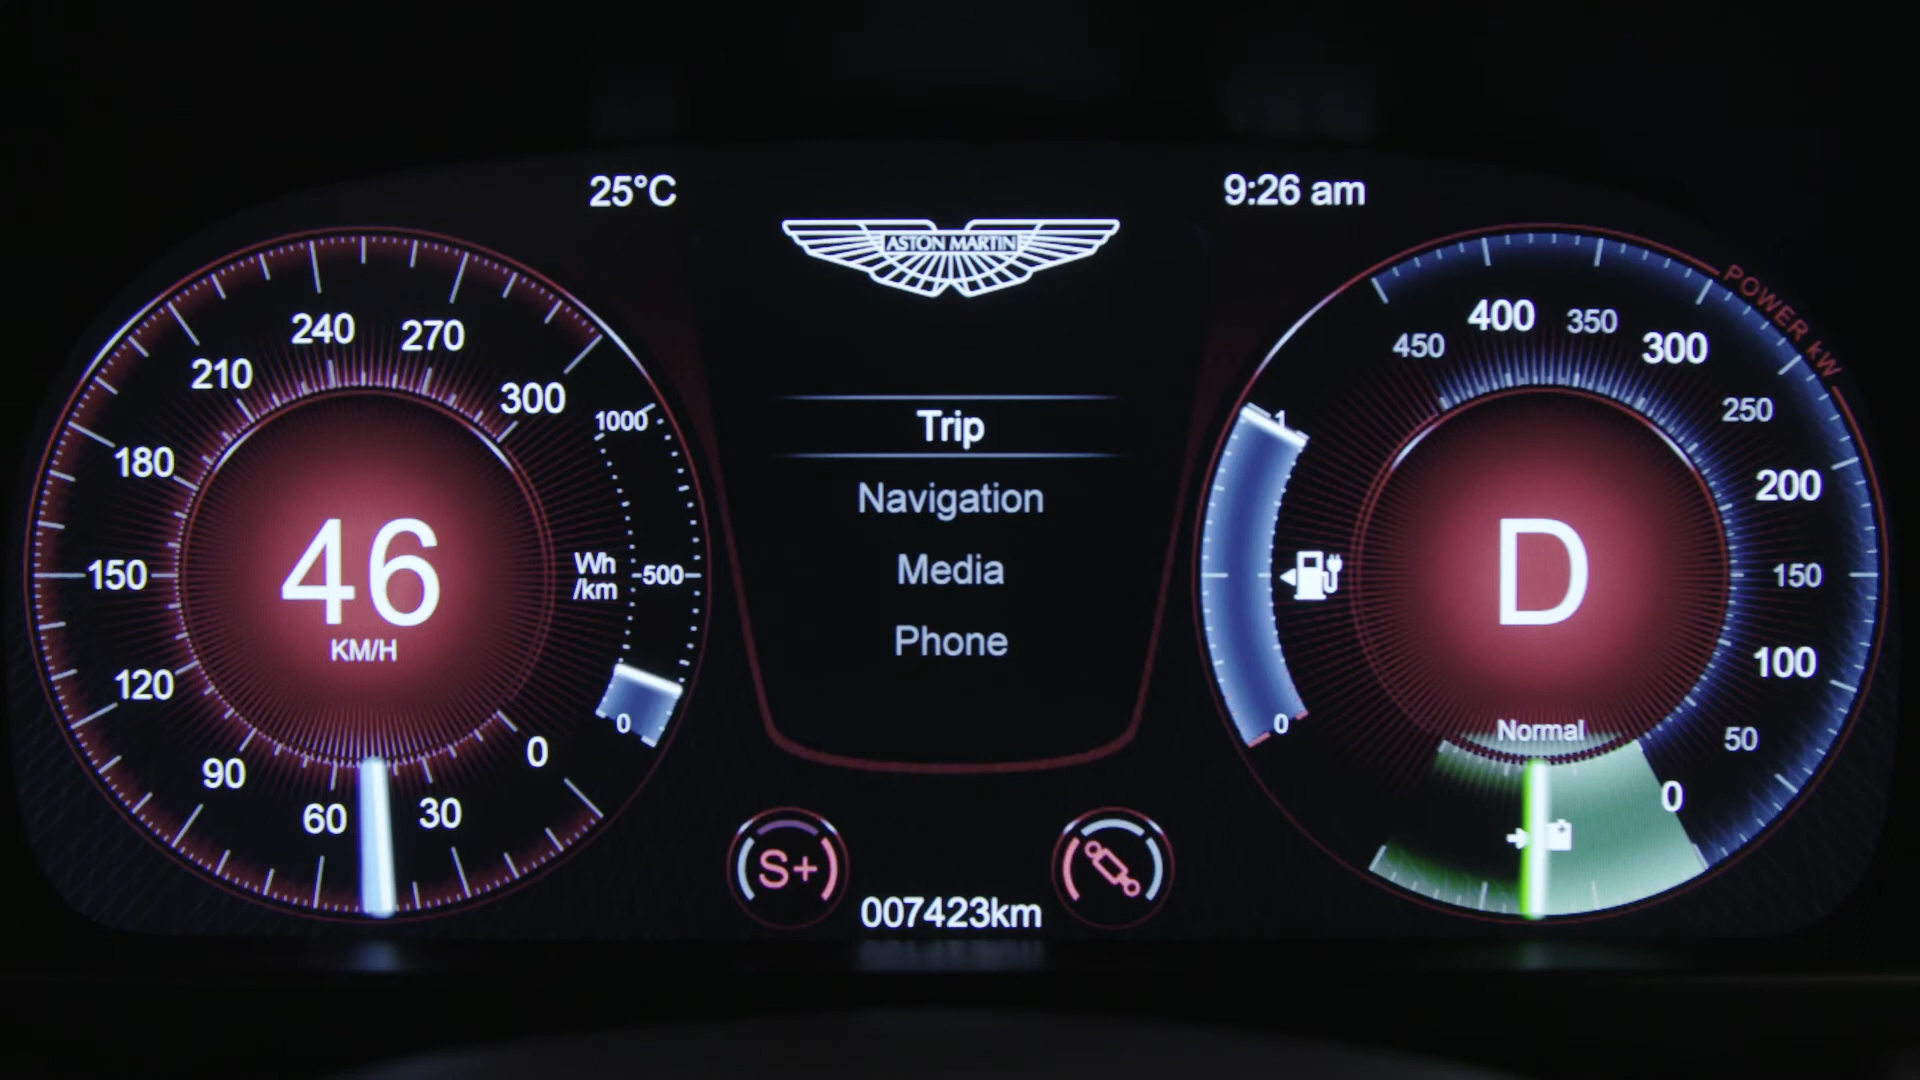 25°C
9:26 am
ASTON MARTIN
240
270
210
300
180
150
120
90
60
30
0
46
KM/H
1000
Wh
/km
500
0
Trip
Navigation
Media
Phone
S+
007423km
1
0
POWER kW
450
400
350
300
250
200
150
100
50
0
D
Normal